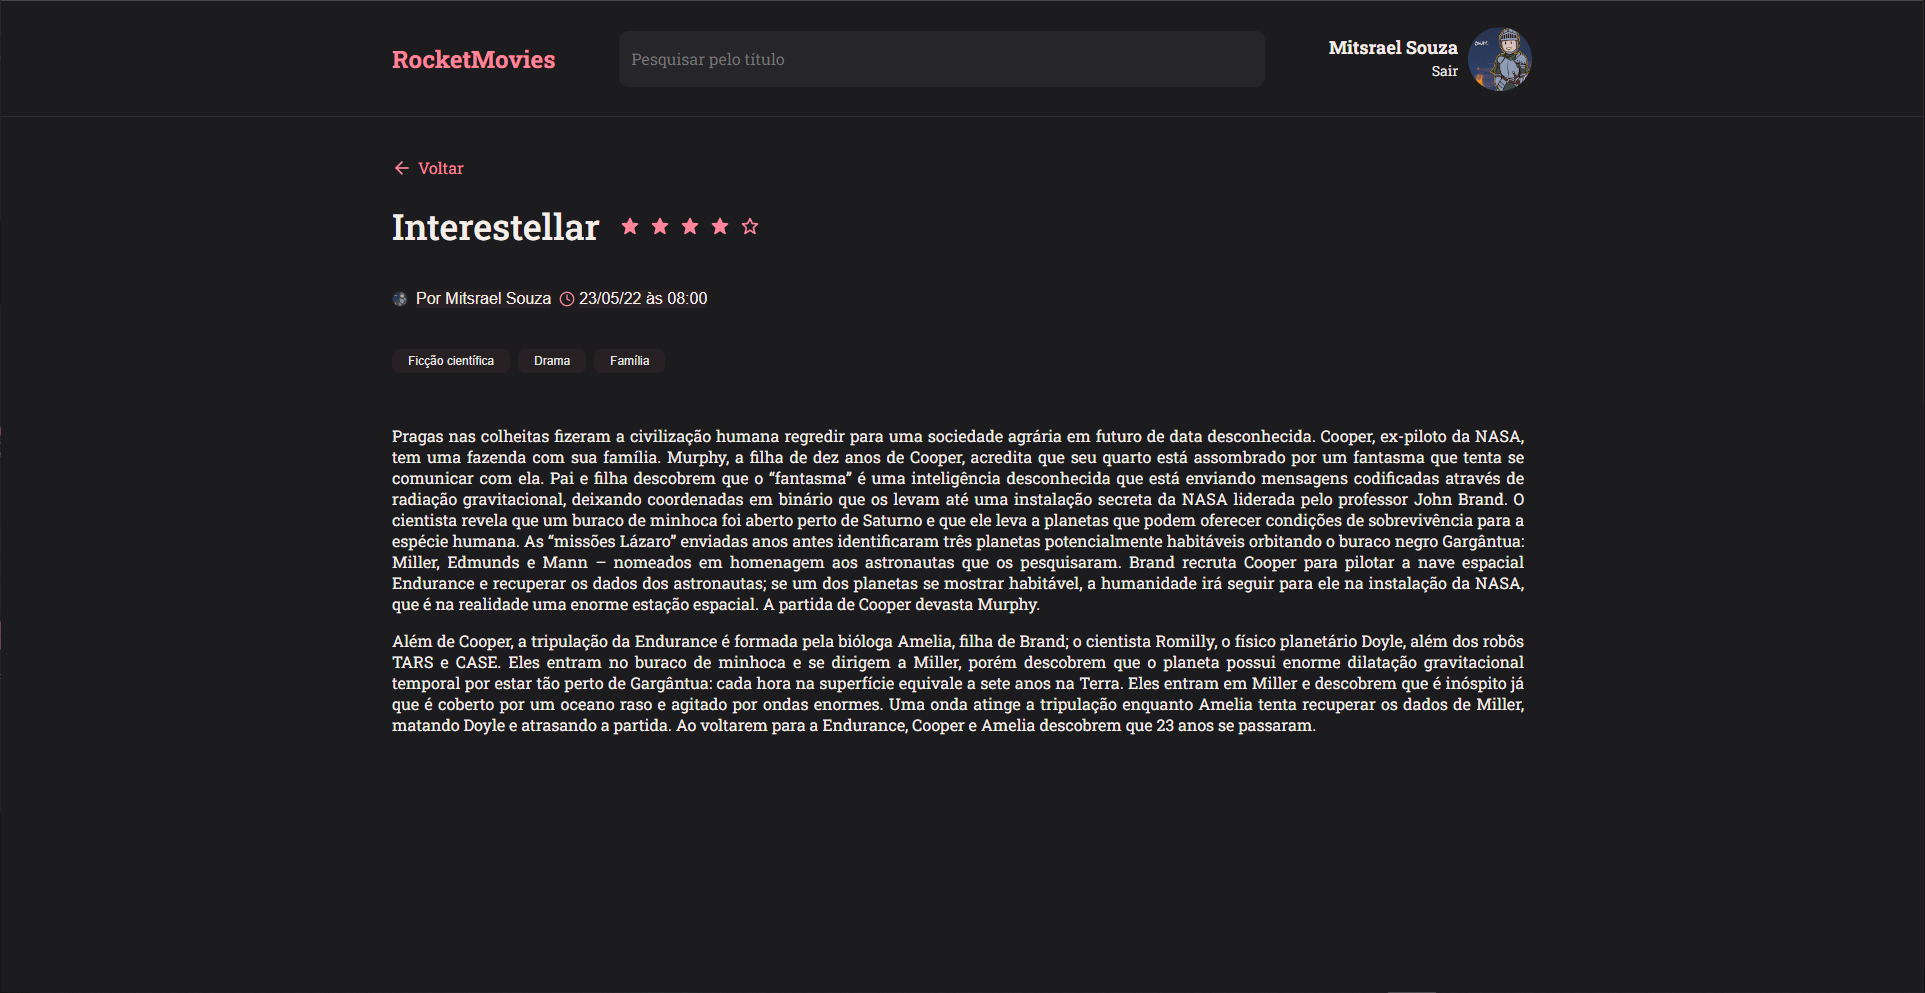 RocketMovies
Pesquisar pelo título
Mitsrael Souza
Sair
Voltar
Interestellar
Por Mitsrael Souza 23/05/22 às 08:00
Ficção científica Drama Família
Pragas nas colheitas fizeram a civilização humana regredir para uma sociedade agrária em futuro de data desconhecida. Cooper, ex-piloto da NASA,
tem uma fazenda com sua família. Murphy, a filha de dez anos de Cooper, acredita que seu quarto está assombrado por um fantasma que tenta se
comunicar com ela. Pai e filha descobrem que o “fantasma” é uma inteligência desconhecida que está enviando mensagens codificadas através de
radiação gravitacional, deixando coordenadas em binário que os levam até uma instalação secreta da NASA liderada pelo professor John Brand. O
cientista revela que um buraco de minhoca foi aberto perto de Saturno e que ele leva a planetas que podem oferecer condições de sobrevivência para a
espécie humana. As “missões Lázaro” enviadas anos antes identificaram três planetas potencialmente habitáveis orbitando o buraco negro Gargântua:
Miller, Edmunds e Mann – nomeados em homenagem aos astronautas que os pesquisaram. Brand recruta Cooper para pilotar a nave espacial
Endurance e recuperar os dados dos astronautas; se um dos planetas se mostrar habitável, a humanidade irá seguir para ele na instalação da NASA,
que é na realidade uma enorme estação espacial. A partida de Cooper devasta Murphy.
Além de Cooper, a tripulação da Endurance é formada pela bióloga Amelia, filha de Brand; o cientista Romilly, o físico planetário Doyle, além dos robôs
TARS e CASE. Eles entram no buraco de minhoca e se dirigem a Miller, porém descobrem que o planeta possui enorme dilatação gravitacional
temporal por estar tão perto de Gargântua: cada hora na superfície equivale a sete anos na Terra. Eles entram em Miller e descobrem que é inóspito já
que é coberto por um oceano raso e agitado por ondas enormes. Uma onda atinge a tripulação enquanto Amelia tenta recuperar os dados de Miller,
matando Doyle e atrasando a partida. Ao voltarem para a Endurance, Cooper e Amelia descobrem que 23 anos se passaram.